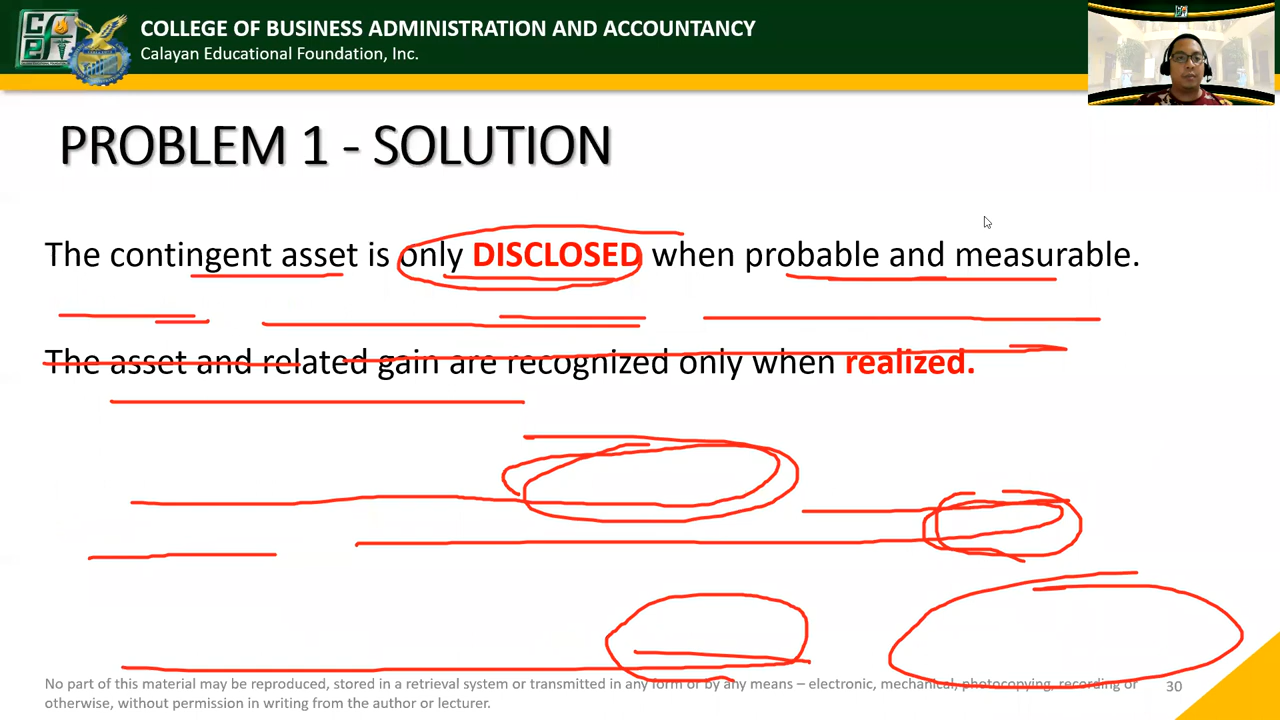 COLLEGE OF BUSINESS ADMINISTRATION AND ACCOUNTANCY
Calayan Educational Foundation, Inc.
PROBLEM 1 - SOLUTION
The contingent asset is only DISCLOSED when probable and measurable.
The asset and related gain are recognized only when realized.
No part of this material may be reproduced, stored in a retrieval system or transmitted in any form or by any means – electronic, mechanical, photocopying, recording or
otherwise, without permission in writing from the author or lecturer.
30